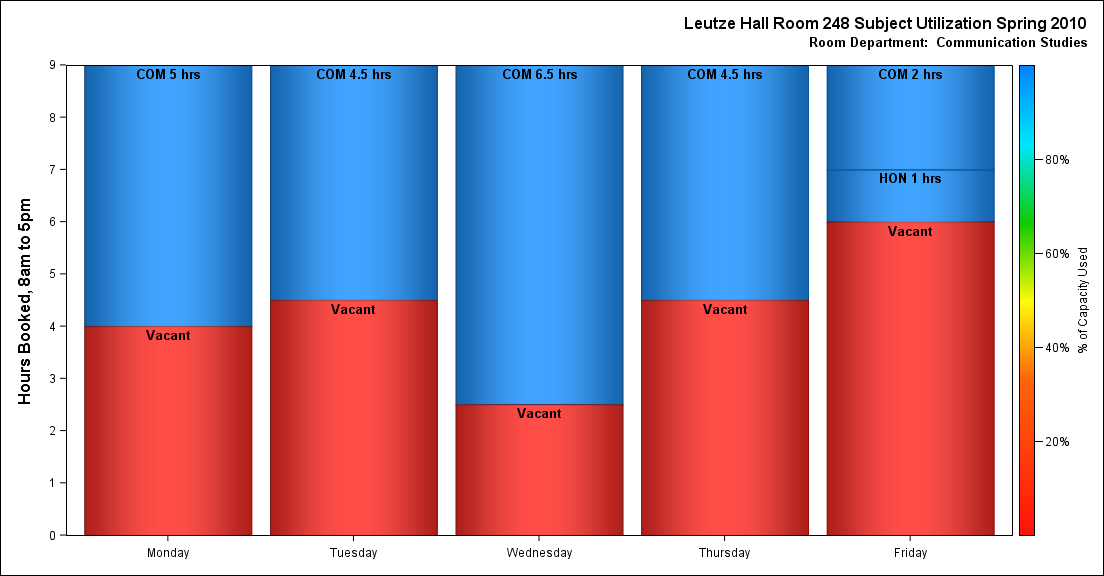 Leutze Hall Room 248 Subject Utilization Spring 2010
Room Department:  Communication Studies
Hours Booked, 8am to 5pm
9
8
7
6
5
4
3
2
1
0
COM 5 hrs
Vacant
COM 4.5 hrs
Vacant
COM 6.5 hrs
Vacant
COM 4.5 hrs
Vacant
COM 2 hrs
HON 1 hrs
Vacant
Monday
Tuesday
Wednesday
Thursday
Friday
80%
60%
40%
20%
% of Capacity Used